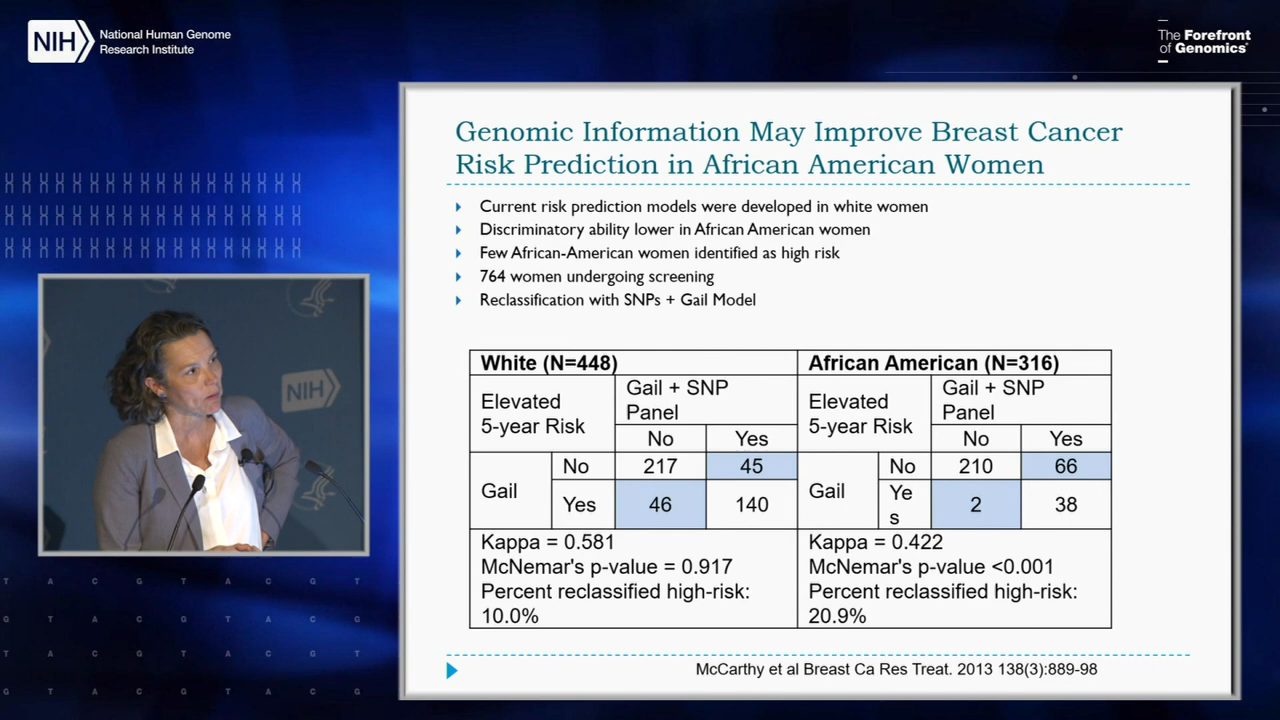 NIH
National Human Genome
Research Institute
The Forefront
of Genomics®
Genomic Information May Improve Breast Cancer
Risk Prediction in African American Women
Current risk prediction models were developed in white women
Discriminatory ability lower in African American women
Few African-American women identified as high risk
764 women undergoing screening
Reclassification with SNPs + Gail Model
White (N=448)
Elevated
5-year Risk
Gail + SNP
Panel
No
Yes
Gail
No
217
45
Yes
46
140
Kappa = 0.581
McNemar's p-value = 0.917
Percent reclassified high-risk:
10.0%
African American (N=316)
Elevated
5-year Risk
Gail + SNP
Panel
No
Yes
Gail
No
210
66
Ye
s
2
38
Kappa = 0.422
McNemar's p-value <0.001
Percent reclassified high-risk:
20.9%
McCarthy et al Breast Ca Res Treat. 2013 138(3):889-98
NIH
T A C G T A C G T
G T A C G T A C G
T A C G T A C G T
G T A C G T A C G